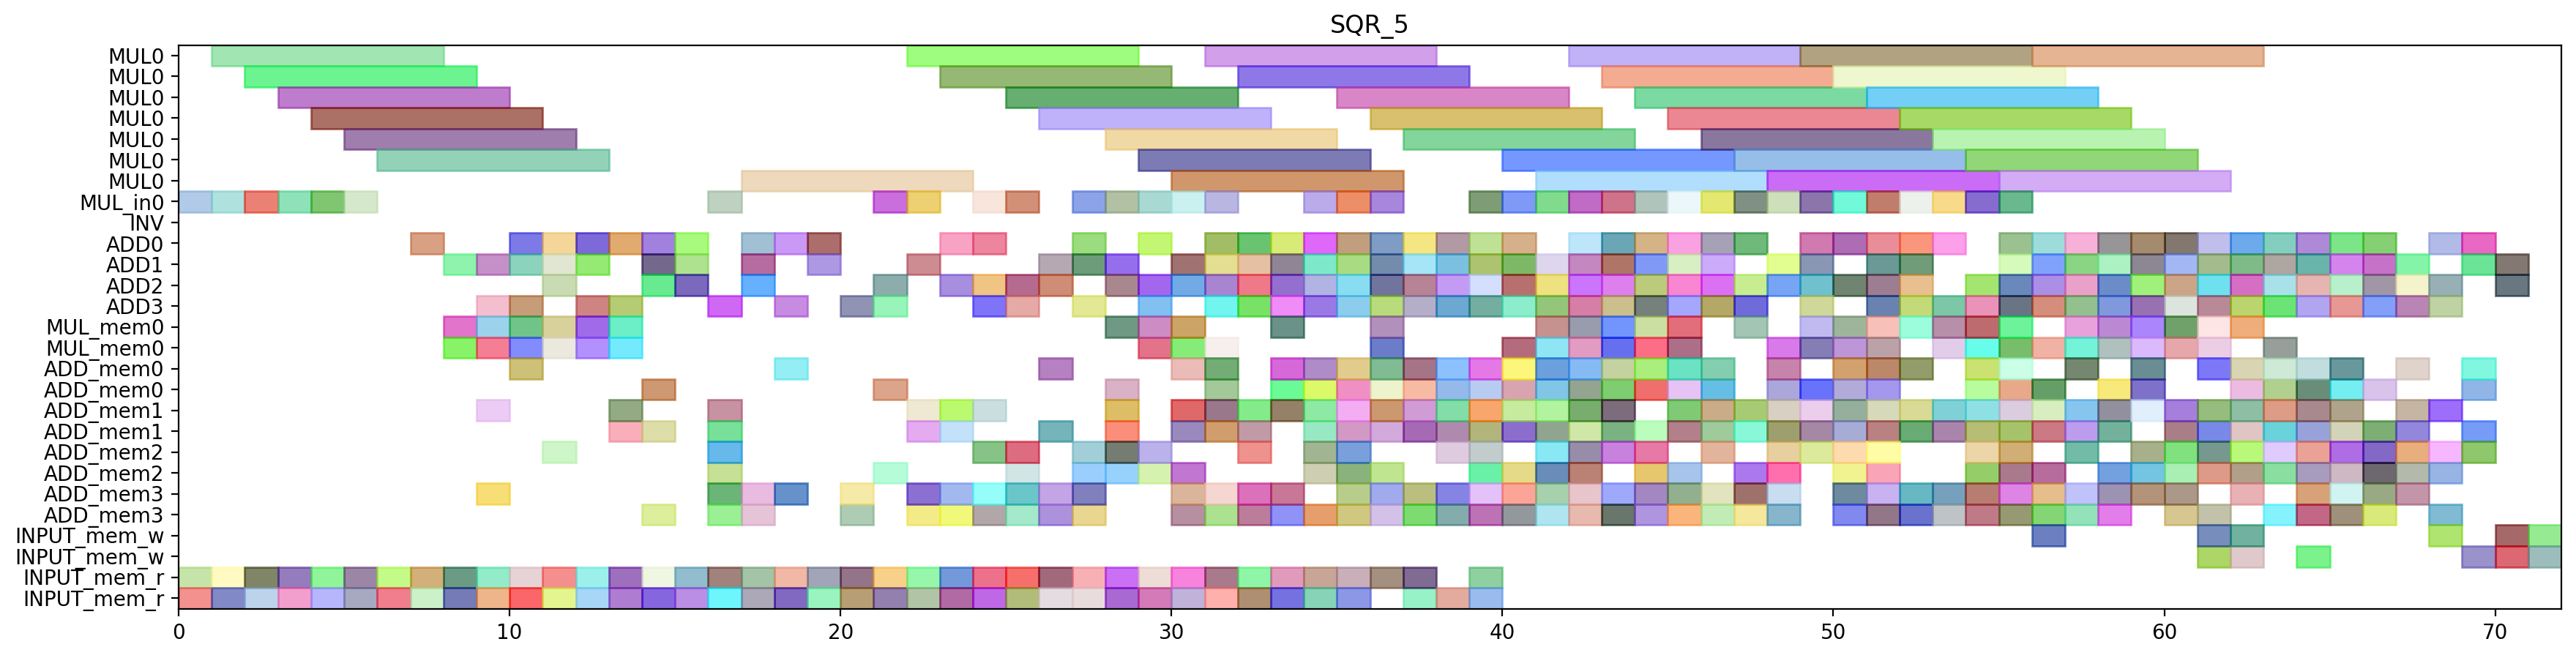 SQR_5
MUL0
MUL0
MUL0
MUL0
MUL0
MUL0
MUL0
MUL_in0
INV
ADD0
ADD1
ADD2
ADD3
MUL_mem0
MUL_mem0
ADD_mem0
ADD_mem0
ADD_mem1
ADD_mem1
ADD_mem2
ADD_mem2
ADD_mem3
ADD_mem3
INPUT_mem_w
INPUT_mem_w
INPUT_mem_r
INPUT_mem_r
0 10 20 30 40 50 60 70